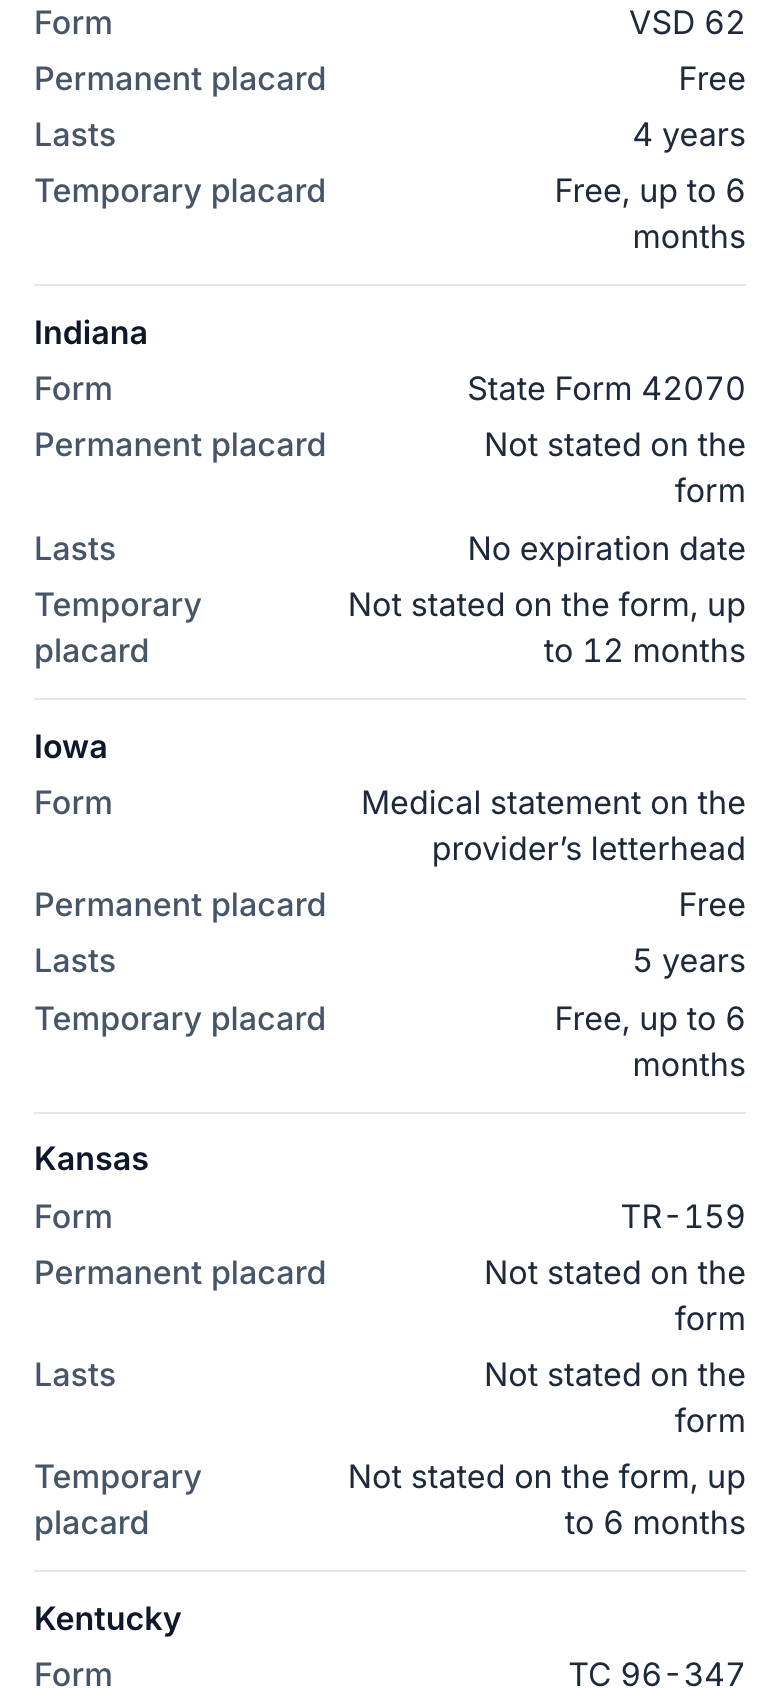 Form VSD 62
Permanent placard Free
Lasts 4 years
Temporary placard Free, up to 6
months
Indiana
Form State Form 42070
Permanent placard Not stated on the
form
Lasts No expiration date
Temporary Not stated on the form, up
placard to 12 months
Iowa
Form Medical statement on the
provider’s letterhead
Permanent placard Free
Lasts 5 years
Temporary placard Free, up to 6
months
Kansas
Form TR-159
Permanent placard Not stated on the
form
Lasts Not stated on the
form
Temporary Not stated on the form, up
placard to 6 months
Kentucky
Form TC 96-347